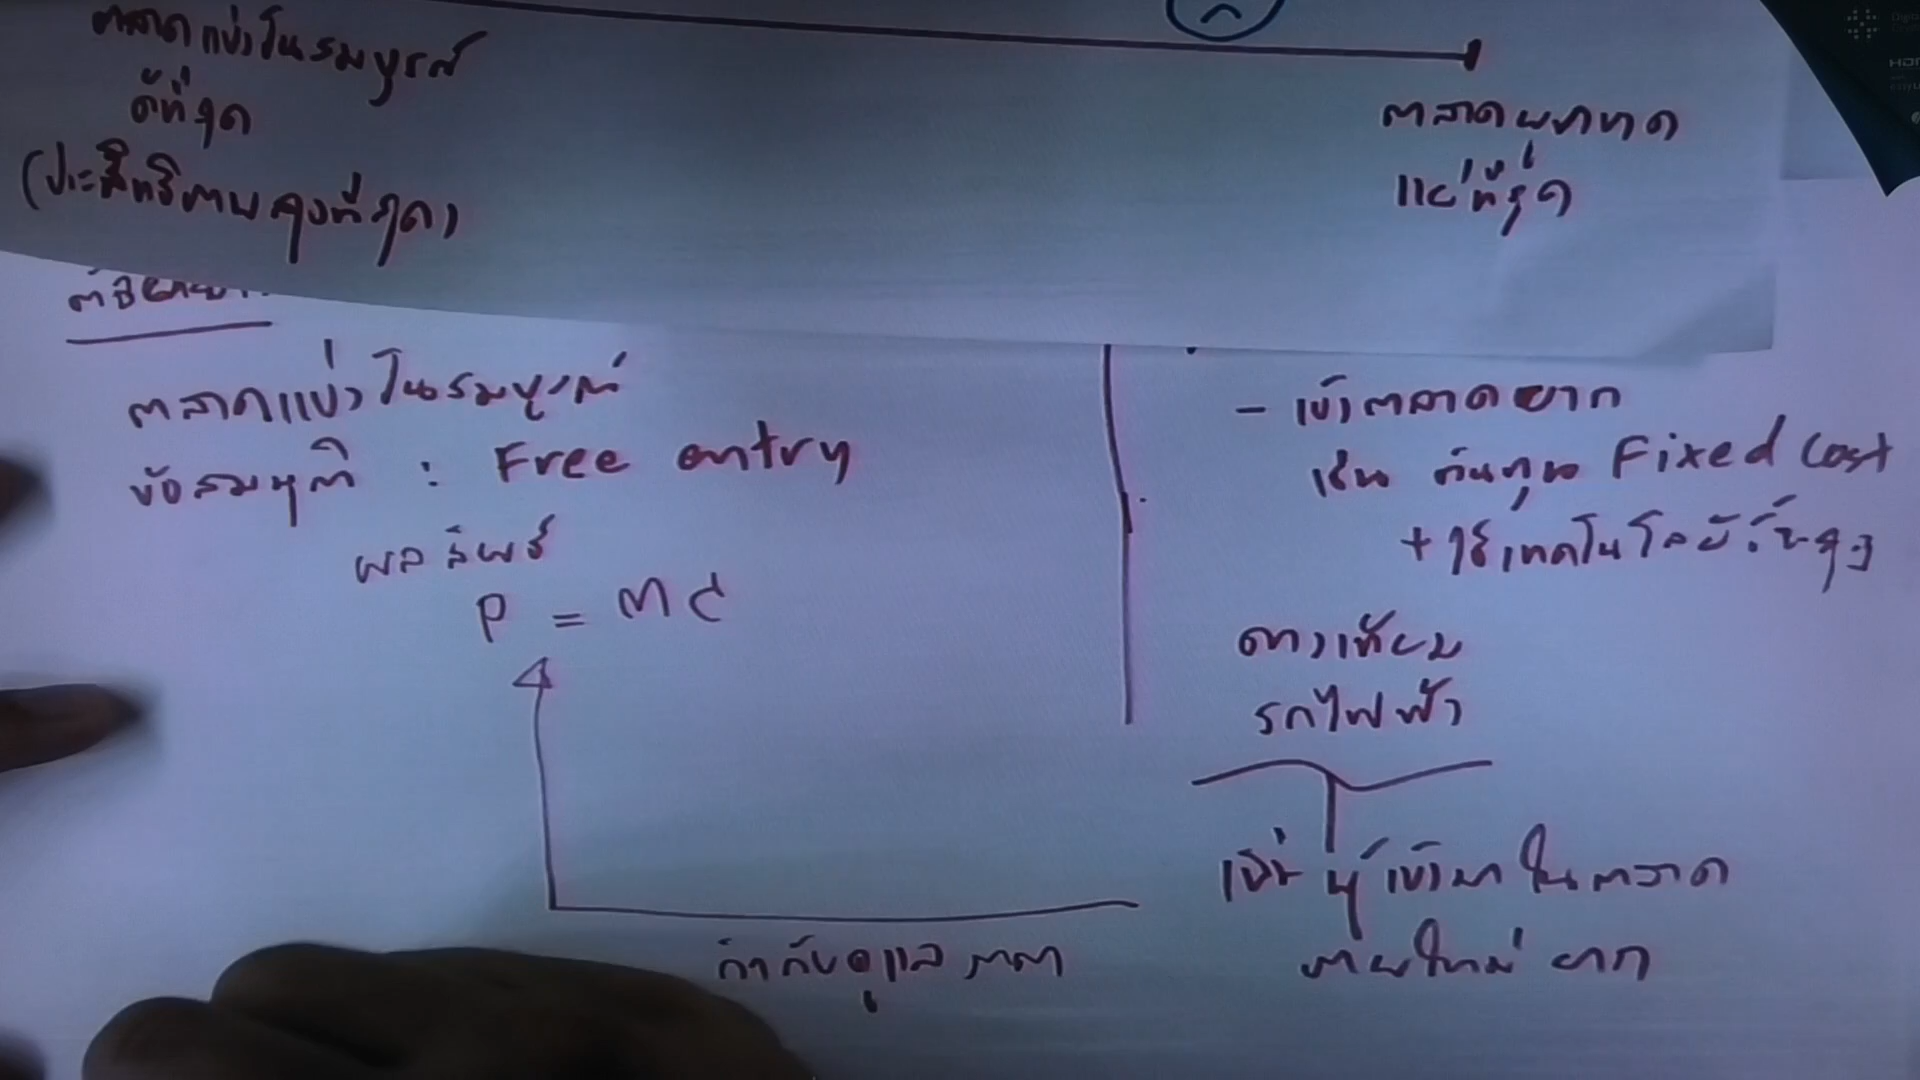 ตลาดแข่งขันสมบูรณ์
ดีที่สุด
(ประสิทธิภาพสูงที่สุด)
ตลาดผูกขาด
แย่ที่สุด
ตลาดแข่งขันสมบูรณ์
ข้อสมมุติ : Free entry
ผลลัพธ์
P = MC
กำกับดูแล ราคา
- เข้าตลาดยาก
เช่น ต้นทุน Fixed Cost
+ ใช้เทคโนโลยีขั้นสูง
ดาวเทียม
รถไฟฟ้า
ผู้เข้ามาในตลาด
รายใหม่ ยาก